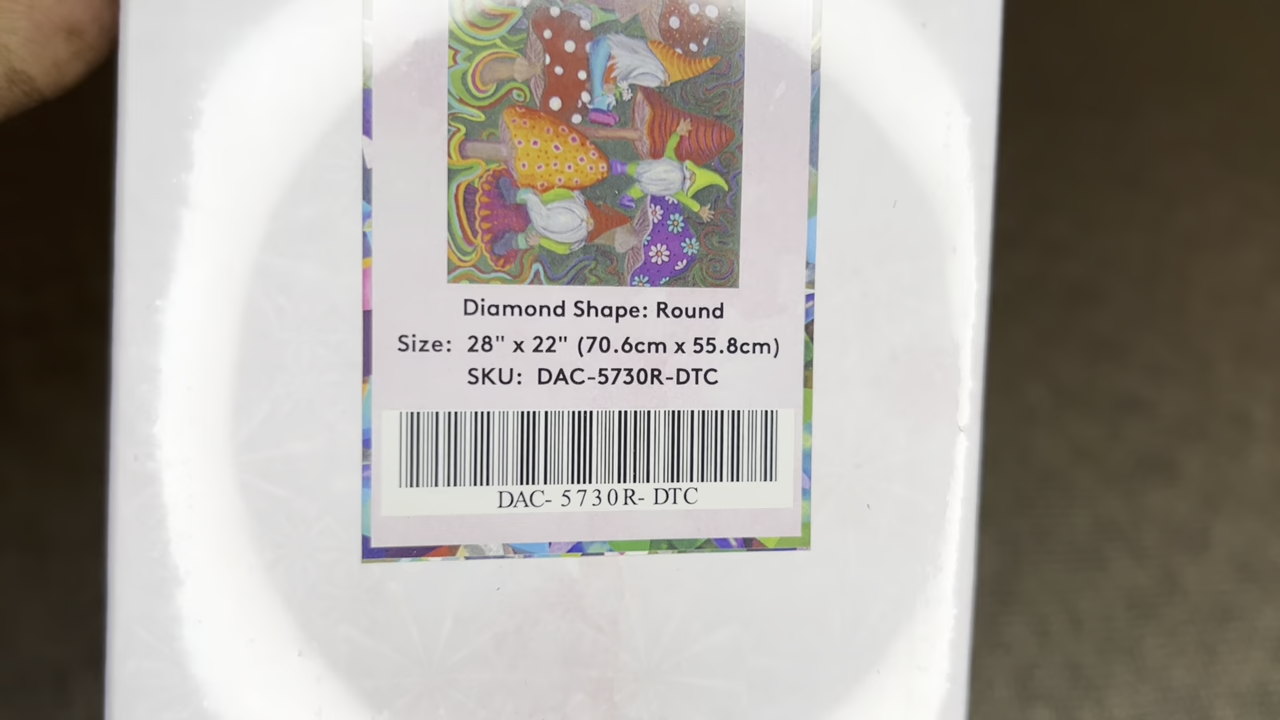 Diamond Shape: Round
Size: 28" x 22" (70.6cm x 55.8cm)
SKU: DAC-5730R-DTC
DAC- 5730R- DTC